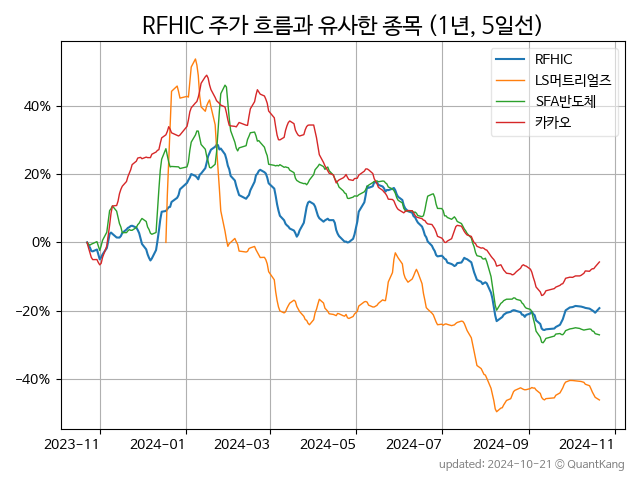 RFHIC 주가 흐름과 유사한 종목 (1년, 5일선)
RFHIC
LS머트리얼즈
SFA반도체
카카오
40%
20%
0%
−20%
−40%
2023−11
2024−01
2024−03
2024−05
2024−07
2024−09
2024−11
updated: 2024-10-21 © QuantKang